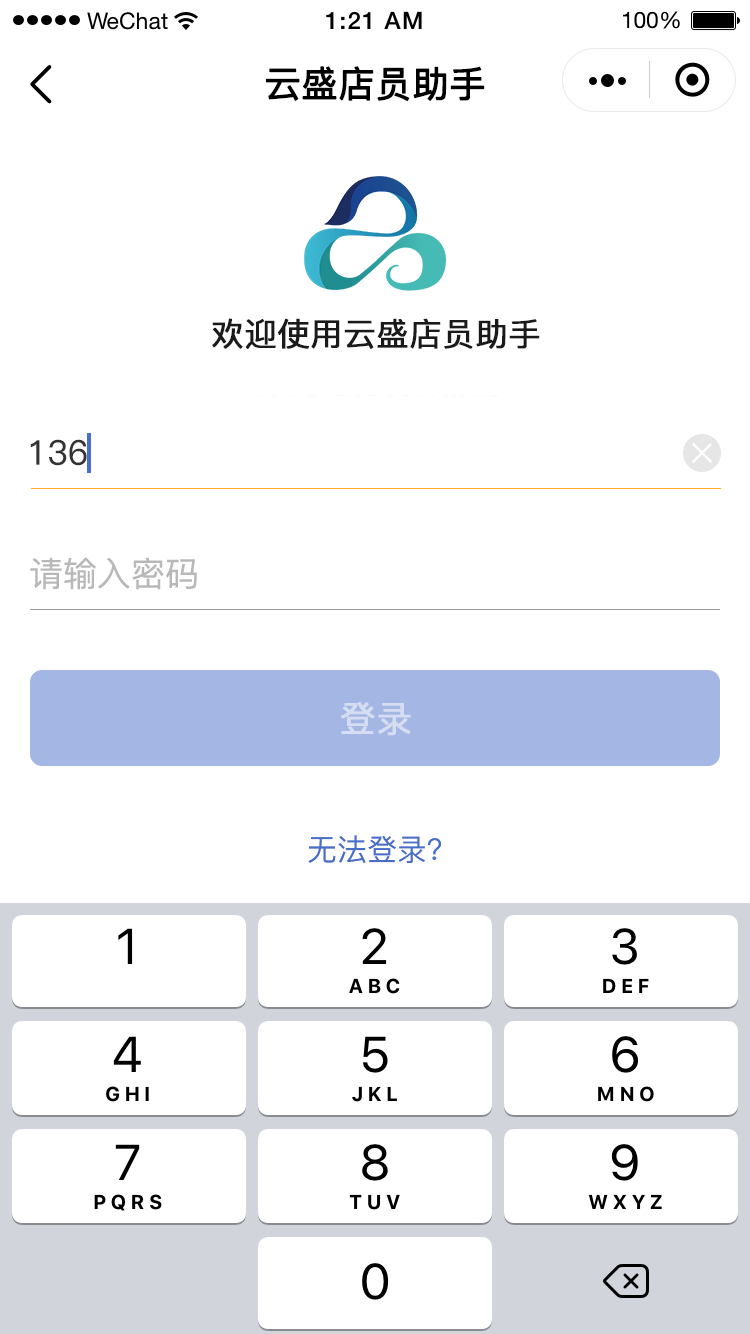 WeChat 1:21 AM 100%
云盛店员助手
欢迎使用云盛店员助手
136
请输入密码
登录
无法登录?
1 2 3
ABC DEF
4 5 6
GHI JKL MNO
7 8 9
PQRS TUV WXYZ
0